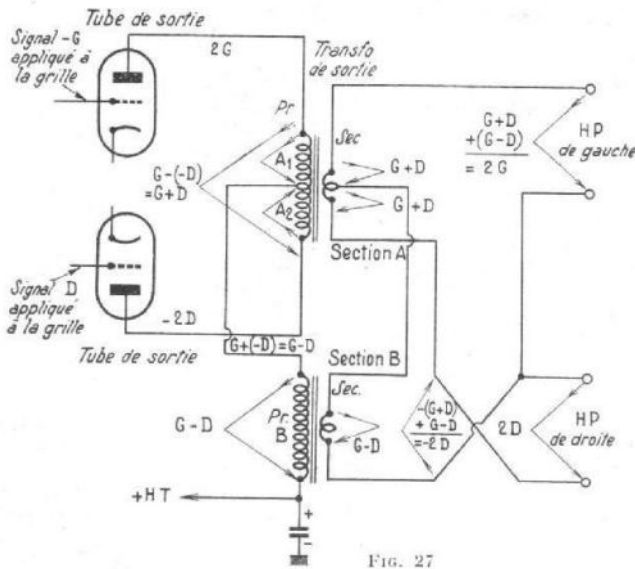 Tube de sortie
Signal -G
appliqué à
la grille
2G
Transfo
de sortie
Pr
Sec
A1
A2
G-(-D)
=G+D
G+D
G+D
G+D
+(G-D)
= 2G
HP
de gauche
Section A
Signal D
appliqué
à la grille
-2D
Tube de sortie
G+(-D)=G-D
Section B
Sec.
Pr.
B
G-D
G-D
-(G+D)
+ G-D
=-2D
2D
HP
de droite
+HT
+
-
FIG. 27